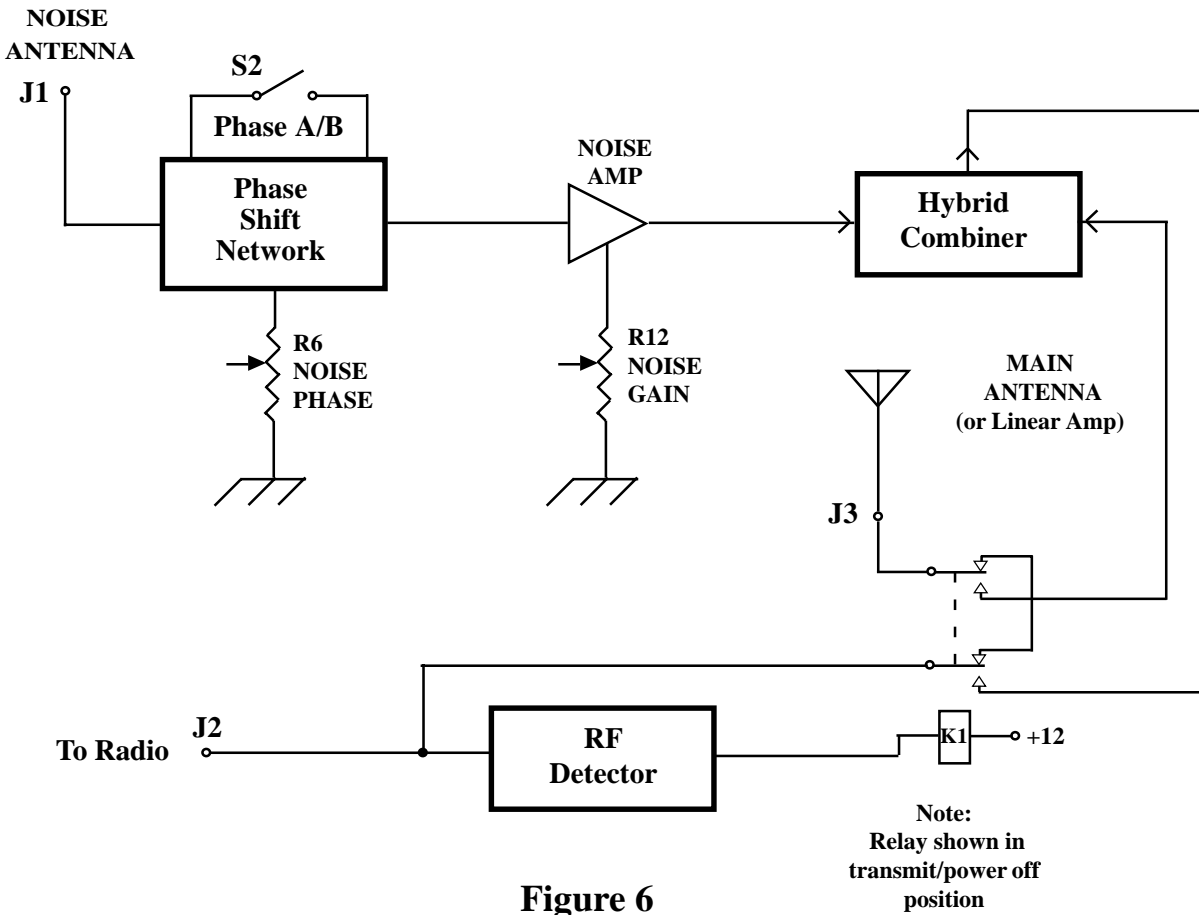 NOISE
ANTENNA
J1
S2
Phase A/B
Phase
Shift
Network
NOISE
AMP
Hybrid
Combiner
R6
NOISE
PHASE
R12
NOISE
GAIN
MAIN
ANTENNA
(or Linear Amp)
J3
To Radio
J2
RF
Detector
K1
+12
Note:
Relay shown in
transmit/power off
position
Figure 6